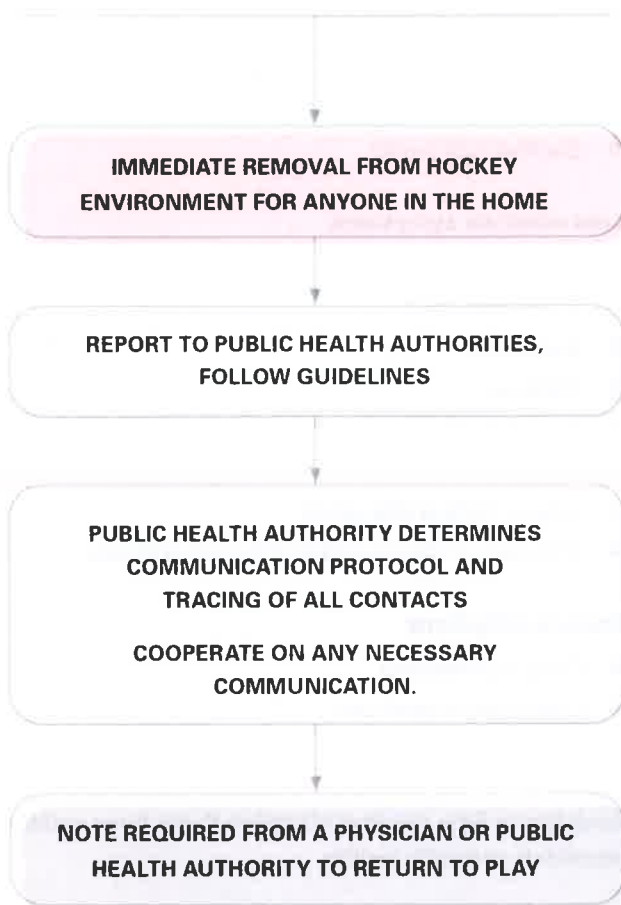 IMMEDIATE REMOVAL FROM HOCKEY
ENVIRONMENT FOR ANYONE IN THE HOME
REPORT TO PUBLIC HEALTH AUTHORITIES,
FOLLOW GUIDELINES
PUBLIC HEALTH AUTHORITY DETERMINES
COMMUNICATION PROTOCOL AND
TRACING OF ALL CONTACTS
COOPERATE ON ANY NECESSARY
COMMUNICATION.
NOTE REQUIRED FROM A PHYSICIAN OR PUBLIC
HEALTH AUTHORITY TO RETURN TO PLAY